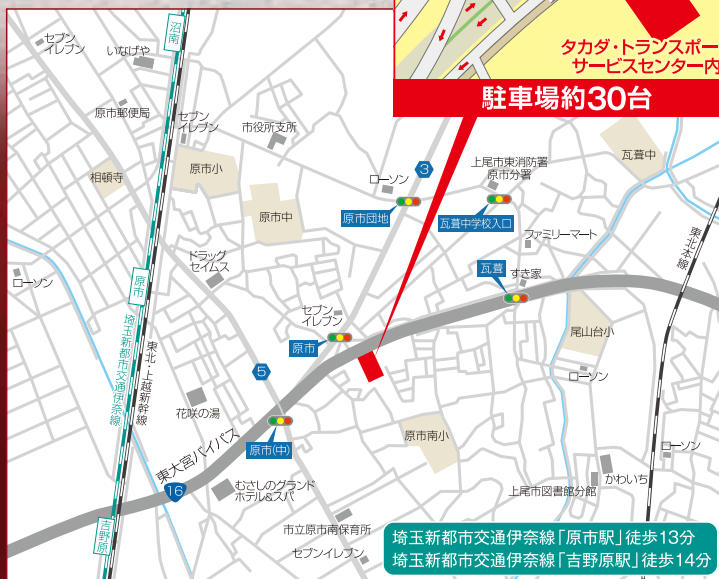 タカダ・トランスポー
サービスセンター内
駐車場約30台
沼南
セブン
イレブン
いなげや
原市郵便局
セブン
イレブン
市役所支所
相頓寺
原市小
原市中
ローソン
3
上尾市東消防署
原市分署
瓦葺中
原市団地
瓦葺中学校入口
ファミリーマート
東北本線
ドラッグ
セイムス
瓦葺
すき家
ローソン
原市
埼玉新都市交通伊奈線
東北・上越新幹線
セブン
イレブン
原市
尾山台小
5
ローソン
花咲の湯
原市(中)
原市南小
東大宮バイパス
16
むさしのグランド
ホテル&スパ
ローソン
かわいち
上尾市図書館分館
吉野原
市立原市南保育所
セブンイレブン
埼玉新都市交通伊奈線「原市駅」徒歩13分
埼玉新都市交通伊奈線「吉野原駅」徒歩14分